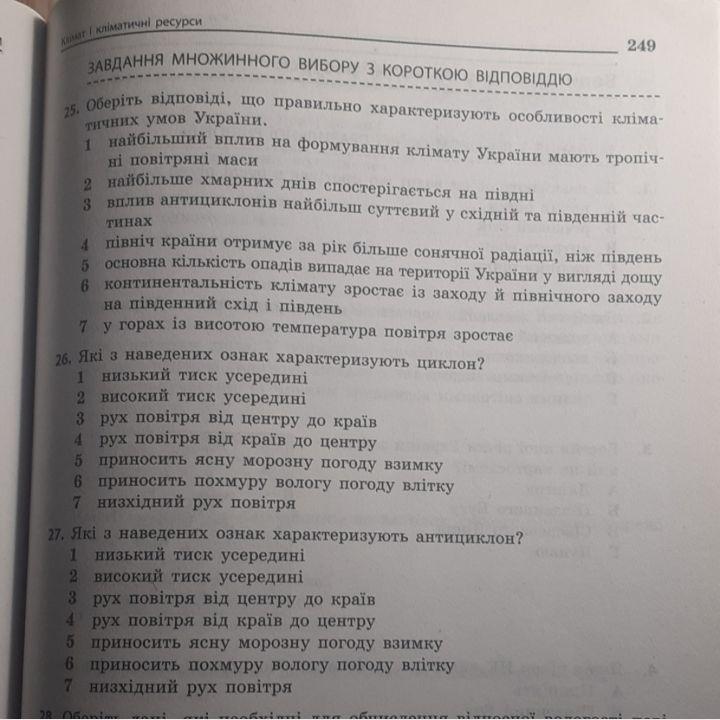 Клімат і кліматичні ресурси
249
ЗАВДАННЯ МНОЖИННОГО ВИБОРУ З КОРОТКОЮ ВІДПОВІДДЮ
25. Оберіть відповіді, що правильно характеризують особливості кліма-
тичних умов України.
1 найбільший вплив на формування клімату України мають тропіч-
ні повітряні маси
2 найбільше хмарних днів спостерігається на півдні
3 вплив антициклонів найбільш суттєвий у східній та південній час-
тинах
4 північ країни отримує за рік більше сонячної радіації, ніж південь
5 основна кількість опадів випадає на території України у вигляді дощу
6 континентальність клімату зростає із заходу й північного заходу
на південний схід і південь
7 у горах із висотою температура повітря зростає
26. Які з наведених ознак характеризують циклон?
1 низький тиск усередині
2 високий тиск усередині
3 рух повітря від центру до країв
4 рух повітря від країв до центру
5 приносить ясну морозну погоду взимку
6 приносить похмуру вологу погоду влітку
7 низхідний рух повітря
27. Які з наведених ознак характеризують антициклон?
1 низький тиск усередині
2 високий тиск усередині
3 рух повітря від центру до країв
4 рух повітря від країв до центру
5 приносить ясну морозну погоду взимку
6 приносить похмуру вологу погоду влітку
7 низхідний рух повітря
28. Оберіть дані, які необхідні для обчислення відносної вологості